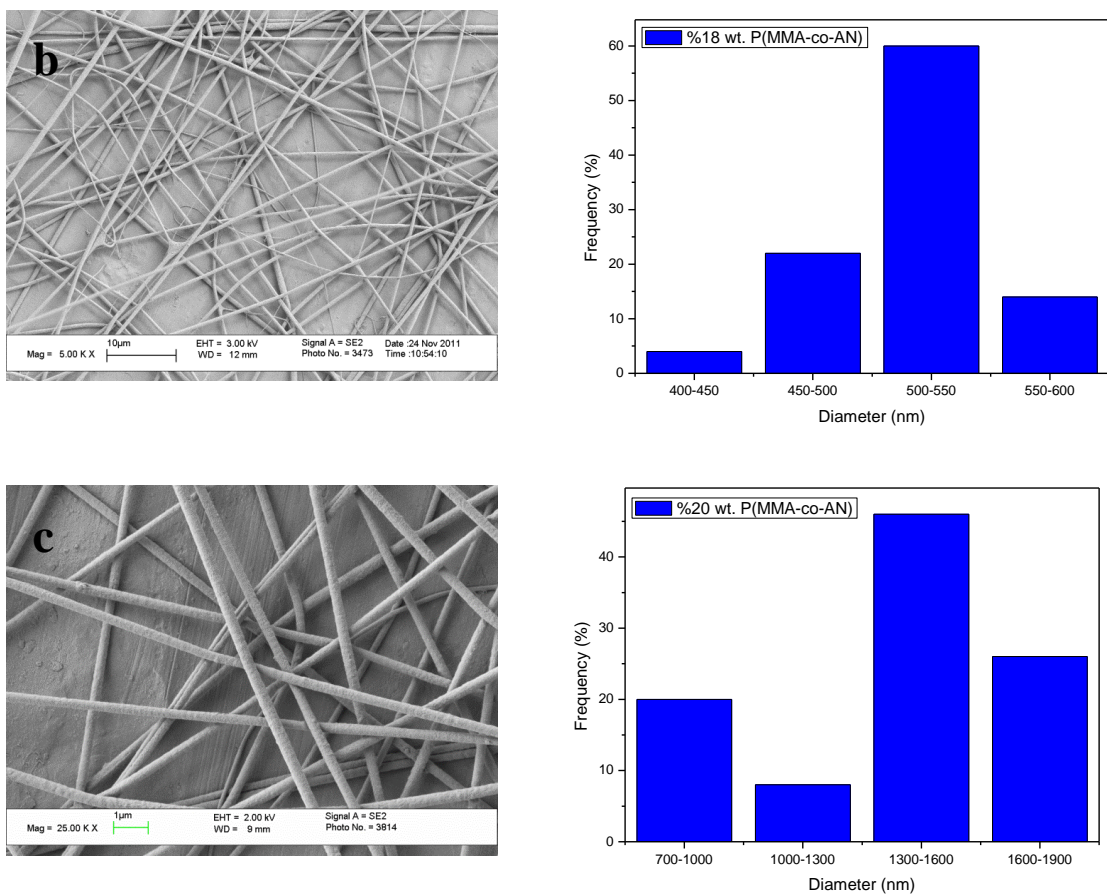 b
Mag = 5.00 K X
10µm
EHT = 3.00 kV
WD = 12 mm
Signal A = SE2
Photo No. = 3473
Date :24 Nov 2011
Time :10:54:10
%18 wt. P(MMA-co-AN)
Frequency (%)
60
50
40
30
20
10
0
400-450 450-500 500-550 550-600
Diameter (nm)
c
Mag = 25.00 K X
1µm
EHT = 2.00 kV
WD = 9 mm
Signal A = SE2
Photo No. = 3814
%20 wt. P(MMA-co-AN)
Frequency (%)
40
30
20
10
0
700-1000 1000-1300 1300-1600 1600-1900
Diameter (nm)